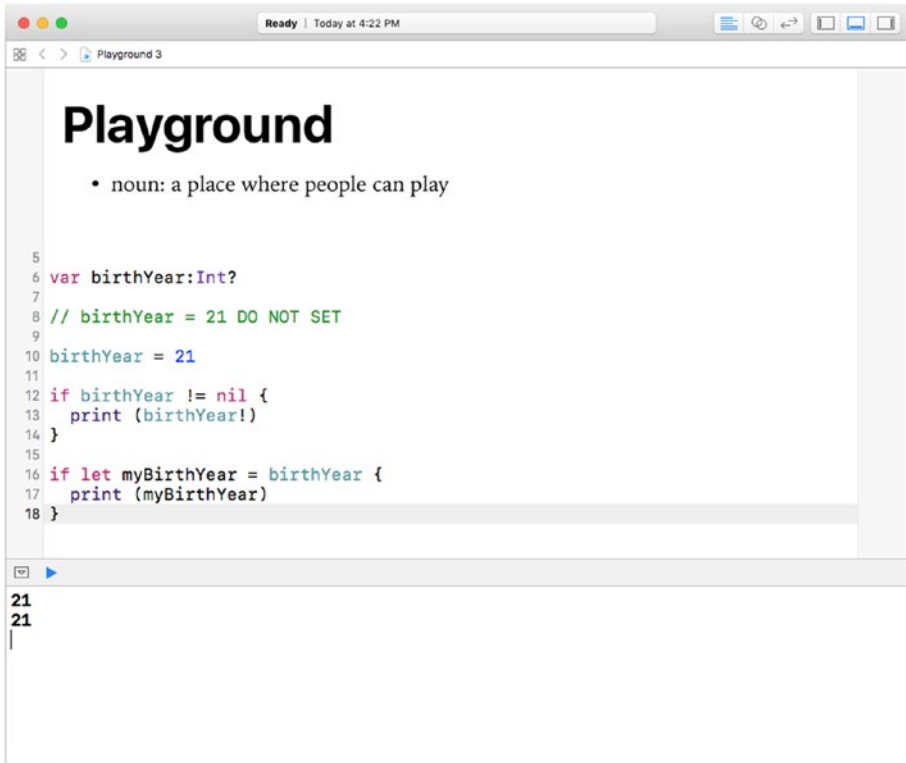 Ready | Today at 4:22 PM
Playground 3
Playground
• noun: a place where people can play
5
6 var birthYear:Int?
7
8 // birthYear = 21 DO NOT SET
9
10 birthYear = 21
11
12 if birthYear != nil {
13   print (birthYear!)
14 }
15
16 if let myBirthYear = birthYear {
17   print (myBirthYear)
18 }
21
21